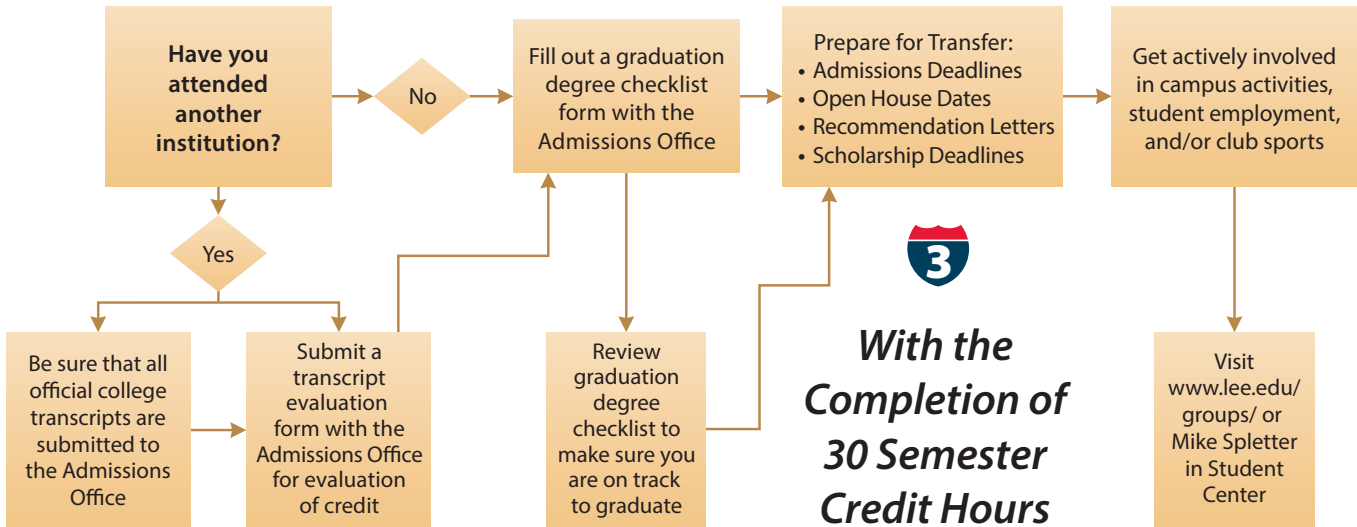 Have you
attended
another
institution?
No
Yes
Be sure that all
official college
transcripts are
submitted to
the Admissions
Office
Submit a
transcript
evaluation
form with the
Admissions Office
for evaluation
of credit
Fill out a graduation
degree checklist
form with the
Admissions Office
Review
graduation
degree
checklist to
make sure you
are on track
to graduate
Prepare for Transfer:
• Admissions Deadlines
• Open House Dates
• Recommendation Letters
• Scholarship Deadlines
3
With the
Completion of
30 Semester
Credit Hours
Get actively involved
in campus activities,
student employment,
and/or club sports
Visit
www.lee.edu/
groups/ or
Mike Spletter
in Student
Center